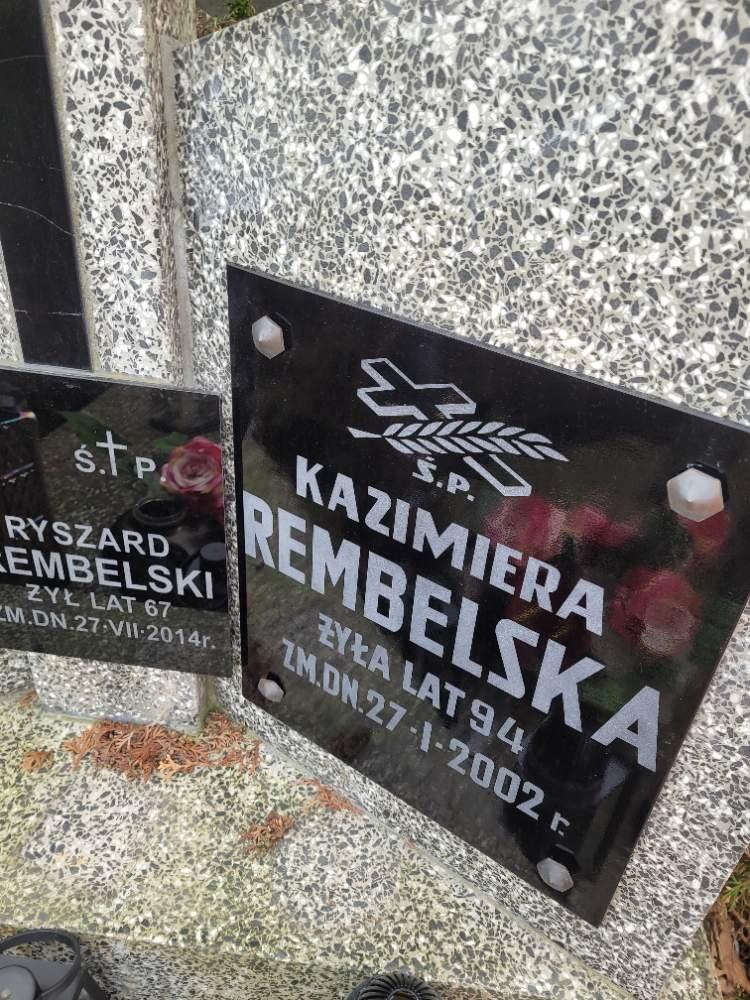 Ś. P.
RYSZARD
REMBELSKI
ŻYŁ LAT 67
ZM.DN.27·VII·2014r.
Ś.P.
KAZIMIERA
REMBELSKA
ŻYŁA LAT 94
ZM.DN.27·I·2002 r.